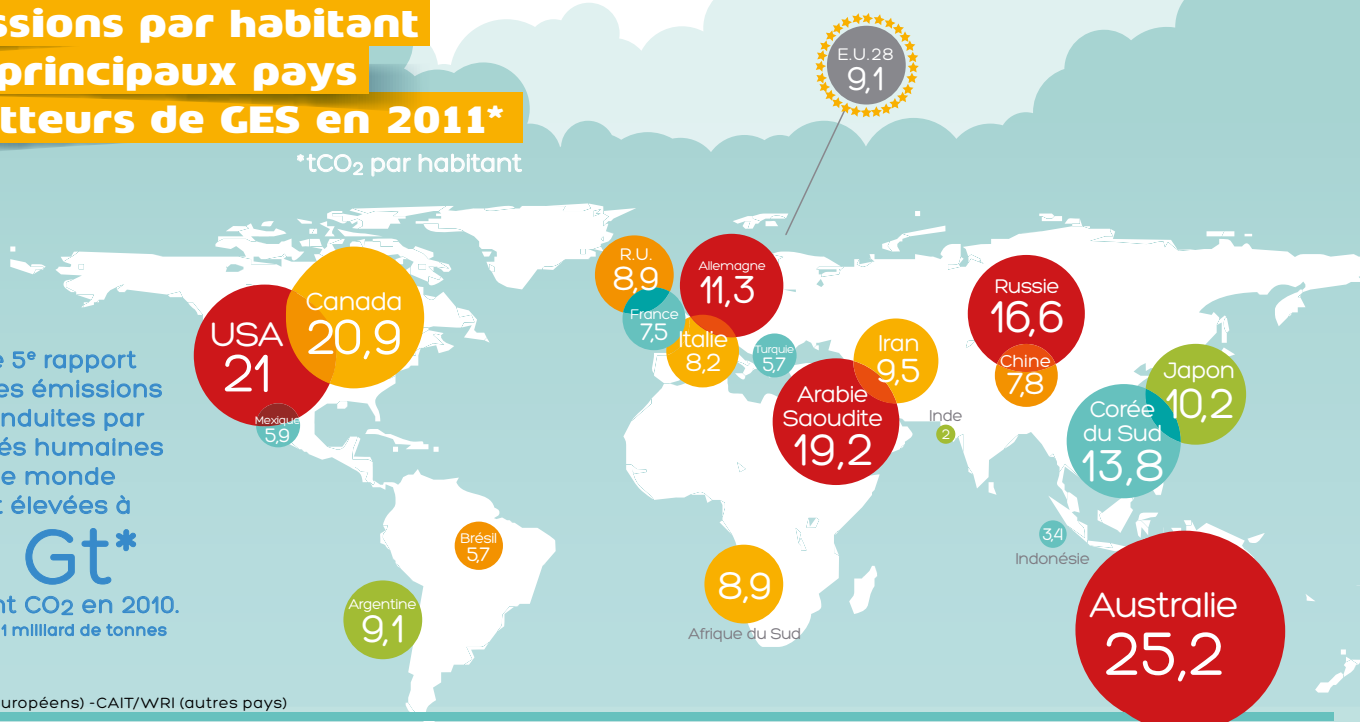 ssions par habitant
principaux pays
tteurs de GES en 2011*
*tCO₂ par habitant
E.U.28
9,1
R.U.
8,9
Allemagne
11,3
France
7,5
Italie
8,2
Turquie
5,7
Canada
20,9
USA
21
Mexique
5,9
Russie
16,6
Chine
7,8
Iran
9,5
Arabie
Saoudite
19,2
Inde
2
Japon
10,2
Corée
du Sud
13,8
e 5ᵉ rapport
es émissions
nduites par
és humaines
e monde
t élevées à
Gt*
nt CO₂ en 2010.
1 milliard de tonnes
Brésil
5,7
Argentine
9,1
8,9
Afrique du Sud
3,4
Indonésie
Australie
25,2
uropéens) -CAIT/WRI (autres pays)